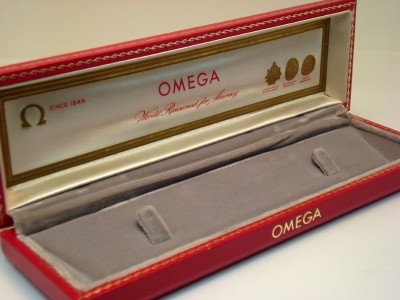 SINCE 1848
OMEGA
World Renowned for Accuracy
OMEGA